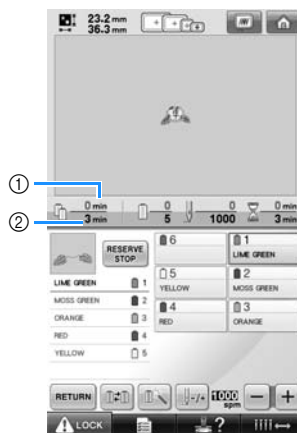 23.2 mm
36.3 mm
①
②
0 min
3 min
0
5
0
1000
0 min
3 min
RESERVE
STOP
LIME GREEN 1
MOSS GREEN 2
ORANGE 3
RED 4
YELLOW 5
6
1
LIME GREEN
5
YELLOW
2
MOSS GREEN
4
RED
3
ORANGE
RETURN
-/+
1000
spm
−
+
LOCK
?